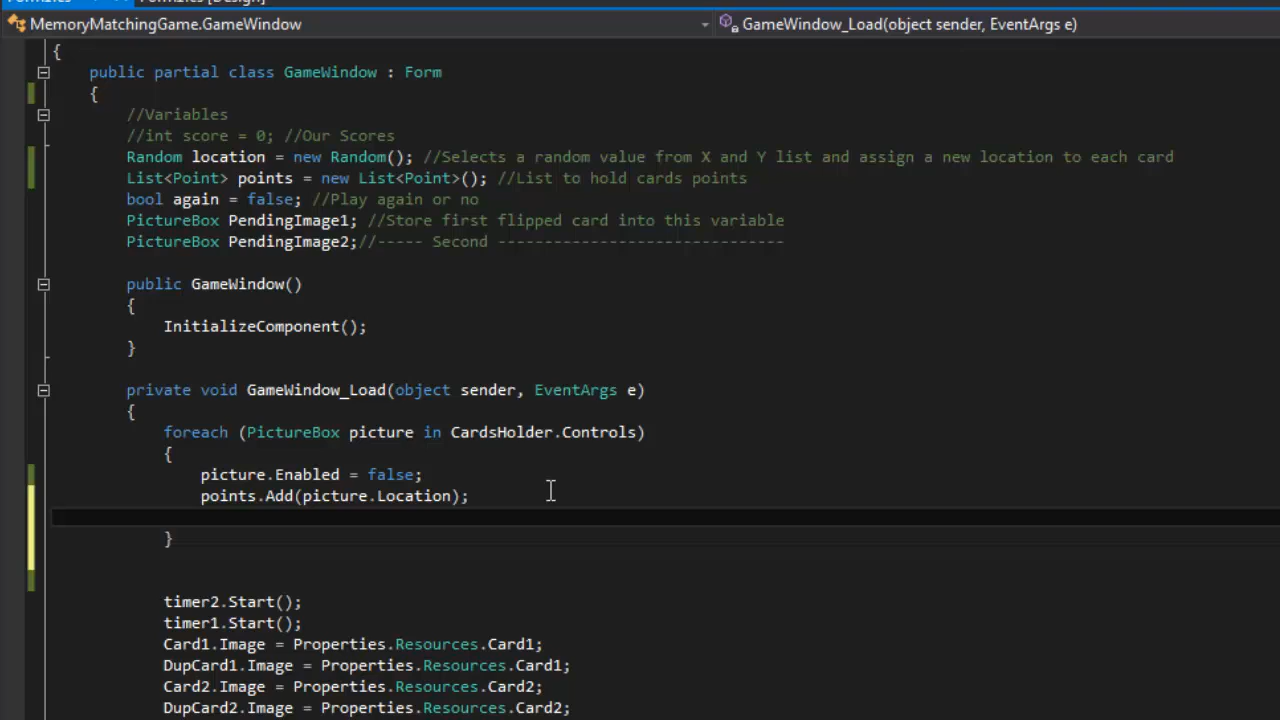 MemoryMatchingGame.GameWindow
GameWindow_Load(object sender, EventArgs e)
{
public partial class GameWindow : Form
{
//Variables
//int score = 0; //Our Scores
Random location = new Random(); //Selects a random value from X and Y list and assign a new location to each card
List<Point> points = new List<Point>(); //List to hold cards points
bool again = false; //Play again or no
PictureBox PendingImage1; //Store first flipped card into this variable
PictureBox PendingImage2;//----- Second -------------------------------
public GameWindow()
{
InitializeComponent();
}
private void GameWindow_Load(object sender, EventArgs e)
{
foreach (PictureBox picture in CardsHolder.Controls)
{
picture.Enabled = false;
points.Add(picture.Location);
}
timer2.Start();
timer1.Start();
Card1.Image = Properties.Resources.Card1;
DupCard1.Image = Properties.Resources.Card1;
Card2.Image = Properties.Resources.Card2;
DupCard2.Image = Properties.Resources.Card2;